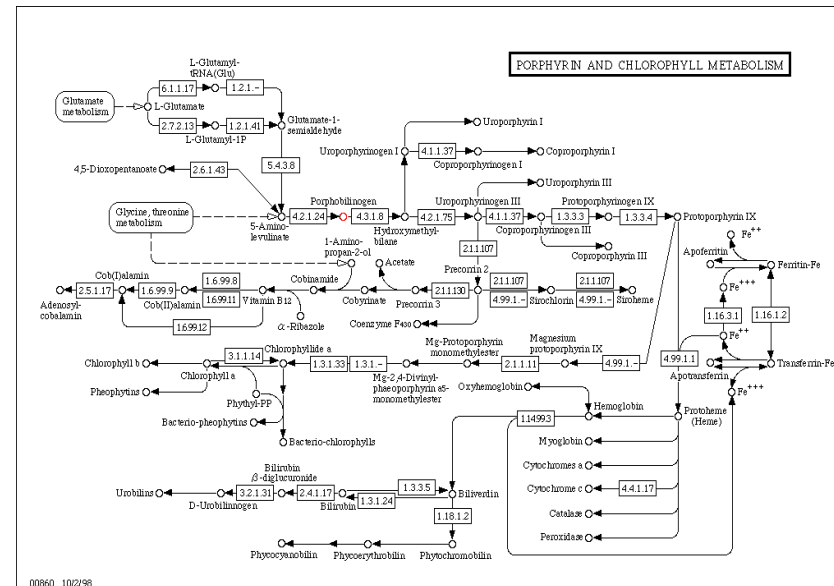 PORPHYRIN AND CHLOROPHYLL METABOLISM
L-Glutamyl-
tRNA(Glu)
6.1.1.17
1.2.1.-
Glutamate
metabolism
L-Glutamate
Glutamate-1-
semialdehyde
2.7.2.13
1.2.1.41
L-Glutamyl-1P
Uroporphyrin I
Uroporphyrinogen I
4.1.1.37
Coproporphyrin I
Coproporphyrinogen I
5.4.3.8
4,5-Dioxopentanoate
2.6.1.43
Uroporphyrin III
Porphobilinogen
Uroporphyrinogen III
Protoporphyrinogen IX
Glycine, threonine
metabolism
4.2.1.24
4.3.1.8
4.2.1.75
4.1.1.37
1.3.3.3
1.3.3.4
Protoporphyrin IX
5-Amino-
levulinate
Hydroxymethyl-
bilane
Coproporphyrinogen III
Coproporphyrin III
1-Amino-
propan-2-ol
2.1.1.107
Acetate
Precorrin 2
Fe++
Apoferritin
Ferritin-Fe
Fe+++
Cob(I)alamin
1.6.99.8
Cobinamide
2.1.1.107
2.1.1.107
2.5.1.17
1.6.99.9
1.6.99.11
2.1.1.130
4.99.1.-
4.99.1.-
Adenosyl-
cobalamin
Cob(II)alamin
Vitamin B12
Cobyrinate
Precorrin 3
Sirochlorin
Siroheme
1.16.3.1
1.16.1.2
1.6.99.12
α-Ribazole
Coenzyme F430
Fe++
Chlorophyllide a
Mg-Protoporphyrin
monomethylester
Magnesium
protoporphyrin IX
4.99.1.1
3.1.1.14
Chlorophyll b
Chlorophyll a
1.3.1.33
1.3.1.-
2.1.1.11
4.99.1.-
Transferrin-Fe
Apotransferrin
Mg-2,4-Divinyl-
phaeoporphyrin a5-
monomethylester
Pheophytins
Phythyl-PP
Oxyhemoglobin
Fe+++
Bacterio-pheophytins
Hemoglobin
1.14.99.3
Protoheme
(Heme)
Bacterio-chlorophylls
Myoglobin
Cytochromes a
Bilirubin
β-diglucuronide
Cytochrome c
4.4.1.17
Urobilins
3.2.1.31
2.4.1.17
1.3.3.5
1.3.1.24
Biliverdin
D-Urobilinnogen
Bilirubin
Catalase
1.18.1.2
Peroxidase
Phycocyanobilin
Phycoerythrobilin
Phytochromobilin
00860 10/2/98